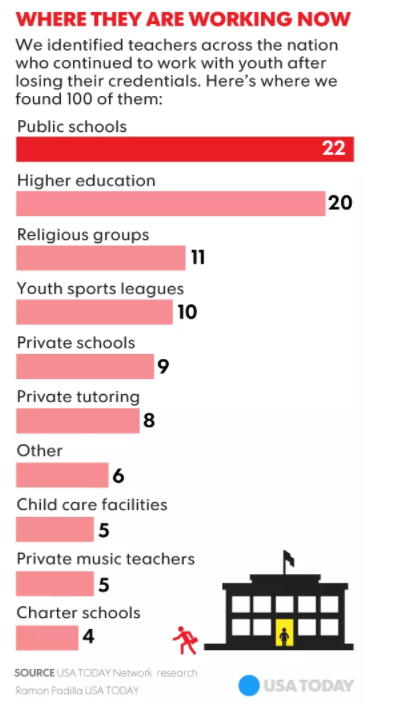 WHERE THEY ARE WORKING NOW
We identified teachers across the nation
who continued to work with youth after
losing their credentials. Here's where we
found 100 of them:
Public schools
22
Higher education
20
Religious groups
11
Youth sports leagues
10
Private schools
9
Private tutoring
8
Other
6
Child care facilities
5
Private music teachers
5
Charter schools
4
SOURCE USA TODAY Network research
Ramon Padilla USA TODAY
USA TODAY